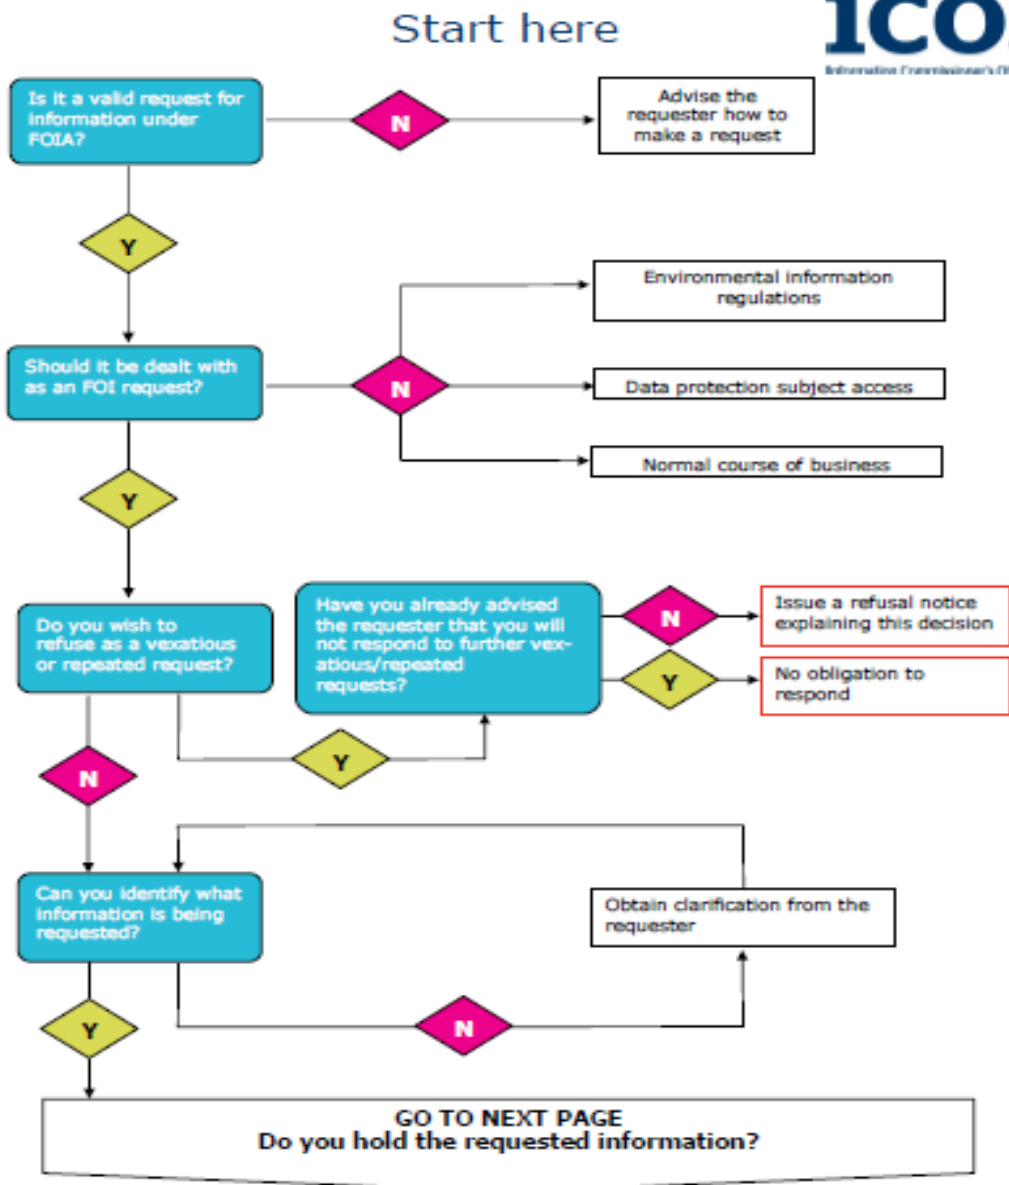 Start here
ico.
Information Commissioner's O
Is it a valid request for
information under
FOIA?
N
Advise the
requester how to
make a request
Y
Environmental information
regulations
Should it be dealt with
as an FOI request?
N
Data protection subject access
Normal course of business
Y
Do you wish to
refuse as a vexatious
or repeated request?
Have you already advised
the requester that you will
not respond to further vex-
atious/repeated
requests?
N
Issue a refusal notice
explaining this decision
Y
No obligation to
respond
Y
N
Can you identify what
information is being
requested?
Obtain clarification from the
requester
Y
N
GO TO NEXT PAGE
Do you hold the requested information?